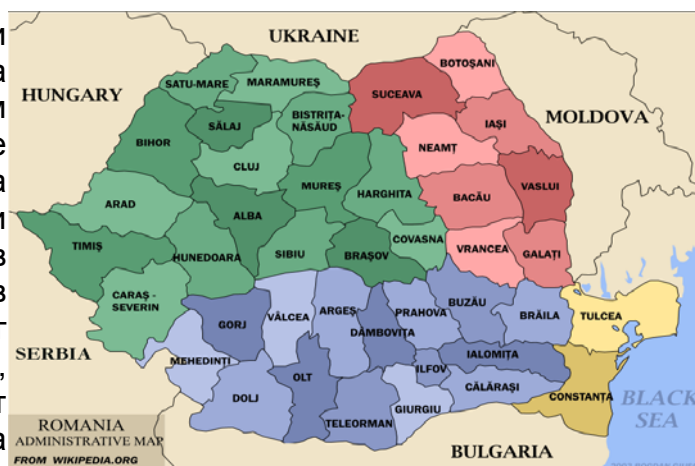 UKRAINE
HUNGARY
MOLDOVA
SERBIA
BULGARIA
BLACK
SEA
SATU-MARE
MARAMUREȘ
BOTOȘANI
SUCEAVA
SĂLAJ
BISTRIȚA-
NĂSĂUD
IAȘI
BIHOR
CLUJ
NEAMȚ
MUREȘ
HARGHITA
BACĂU
VASLUI
ARAD
ALBA
TIMIȘ
HUNEDOARA
SIBIU
BRAȘOV
COVASNA
VRANCEA
GALAȚI
CARAȘ -
SEVERIN
GORJ
VÂLCEA
ARGEȘ
DÂMBOVIȚA
PRAHOVA
BUZĂU
BRĂILA
TULCEA
MEHEDINȚI
OLT
DOLJ
TELEORMAN
GIURGIU
ILFOV
IALOMIȚA
CĂLĂRAȘI
CONSTANȚA
ROMANIA
ADMINISTRATIVE MAP
FROM WIKIPEDIA.ORG